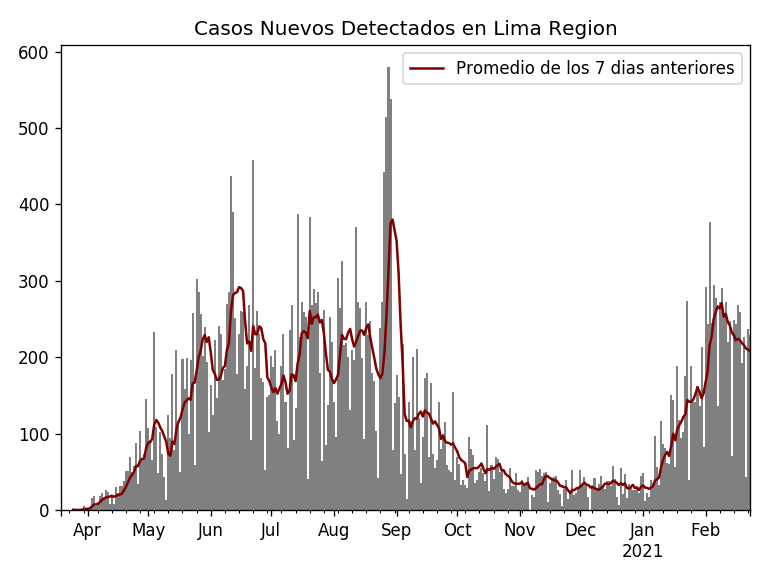 Casos Nuevos Detectados en Lima Region
Promedio de los 7 dias anteriores
600
500
400
300
200
100
0
Apr May Jun Jul Aug Sep Oct Nov Dec Jan Feb
2021